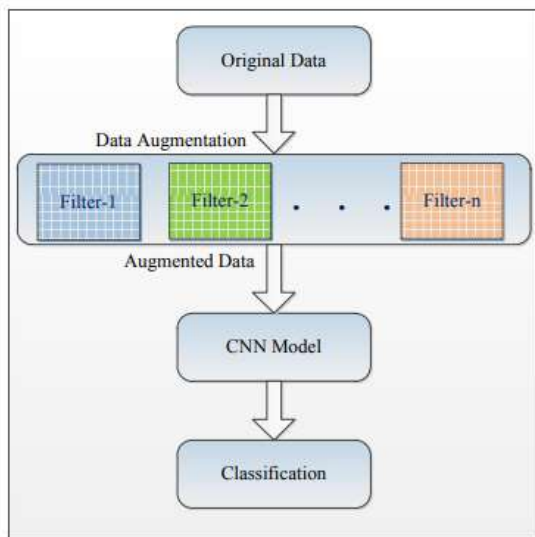 Original Data
Data Augmentation
Filter-1 Filter-2 . . . Filter-n
Augmented Data
CNN Model
Classification